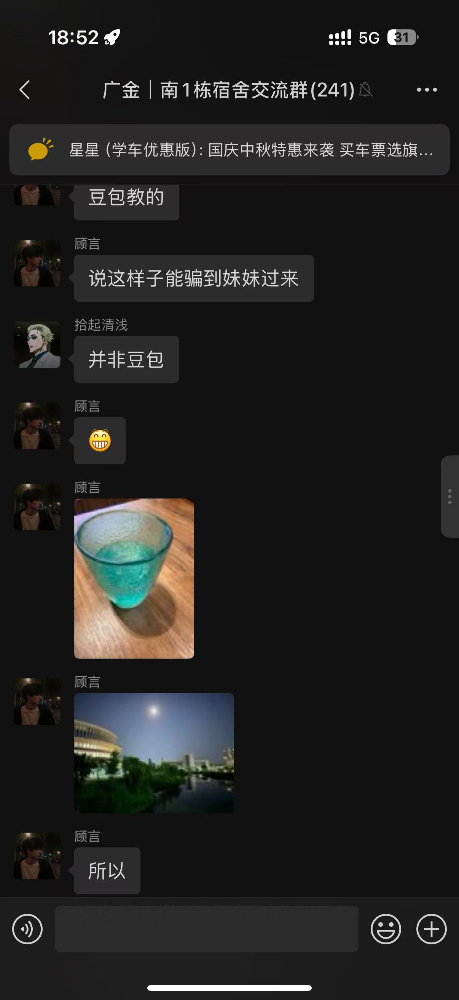 18:52
5G
31
广金｜南1栋宿舍交流群(241)
星星 (学车优惠版): 国庆中秋特惠来袭 买车票选旗...
豆包教的
顾言
说这样子能骗到妹妹过来
拾起清浅
并非豆包
顾言
顾言
顾言
顾言
所以